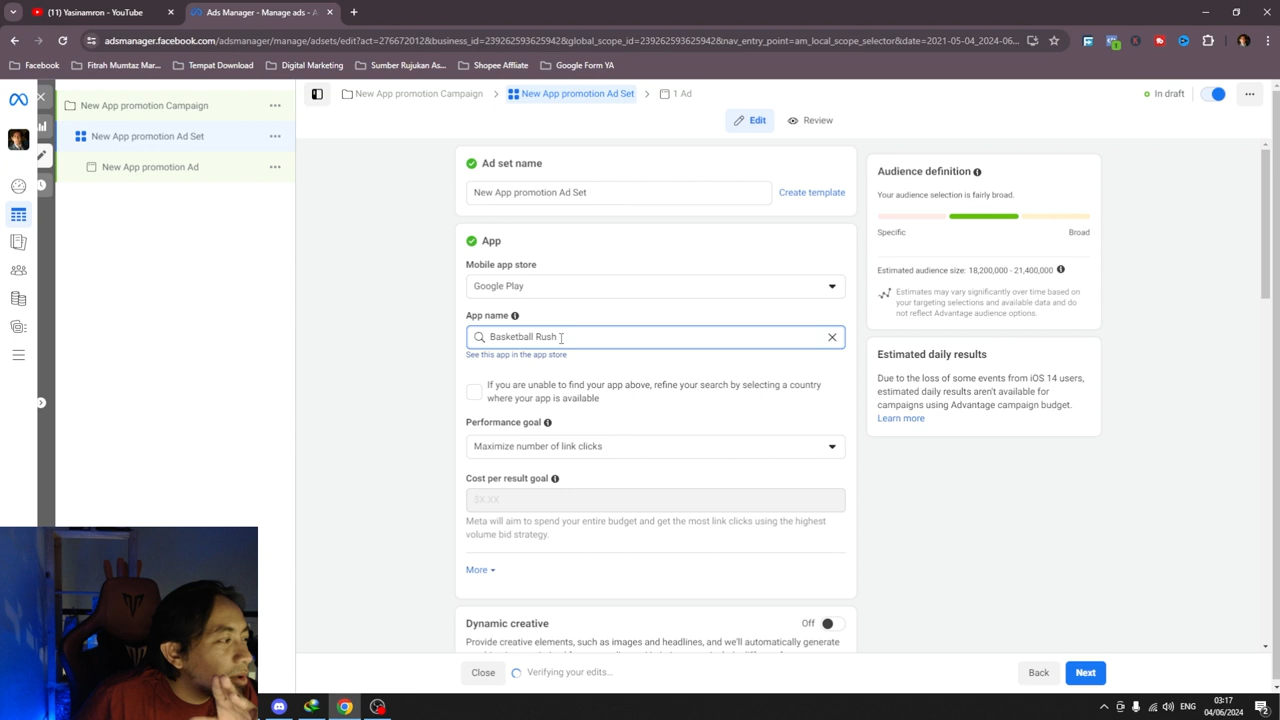 (11) Yasinamron - YouTube
Ads Manager - Manage ads - A
adsmanager.facebook.com/adsmanager/manage/adsets/edit?act=276672012&business_id=239262593625942&global_scope_id=239262593625942&nav_entry_point=am_local_scope_selector&date=2021-05-04_2024-06...
Facebook
Fitrah Mumtaz Mar...
Tempat Download
Digital Marketing
Sumber Rujukan As...
Shopee Affliate
Google Form YA
New App promotion Campaign
New App promotion Ad Set
New App promotion Ad
New App promotion Campaign
New App promotion Ad Set
1 Ad
In draft
Edit
Review
Ad set name
New App promotion Ad Set
Create template
App
Mobile app store
Google Play
App name
Basketball Rush
See this app in the app store
If you are unable to find your app above, refine your search by selecting a country
where your app is available
Performance goal
Maximize number of link clicks
Cost per result goal
$X.XX
Meta will aim to spend your entire budget and get the most link clicks using the highest
volume bid strategy.
More
Dynamic creative
Off
Provide creative elements, such as images and headlines, and we'll automatically generate
Audience definition
Your audience selection is fairly broad.
Specific
Broad
Estimated audience size: 18,200,000 - 21,400,000
Estimates may vary significantly over time based on
your targeting selections and available data and do
not reflect Advantage audience options.
Estimated daily results
Due to the loss of some events from iOS 14 users,
estimated daily results aren't available for
campaigns using Advantage campaign budget.
Learn more
Close
Verifying your edits...
Back
Next
ENG
03:17
04/06/2024